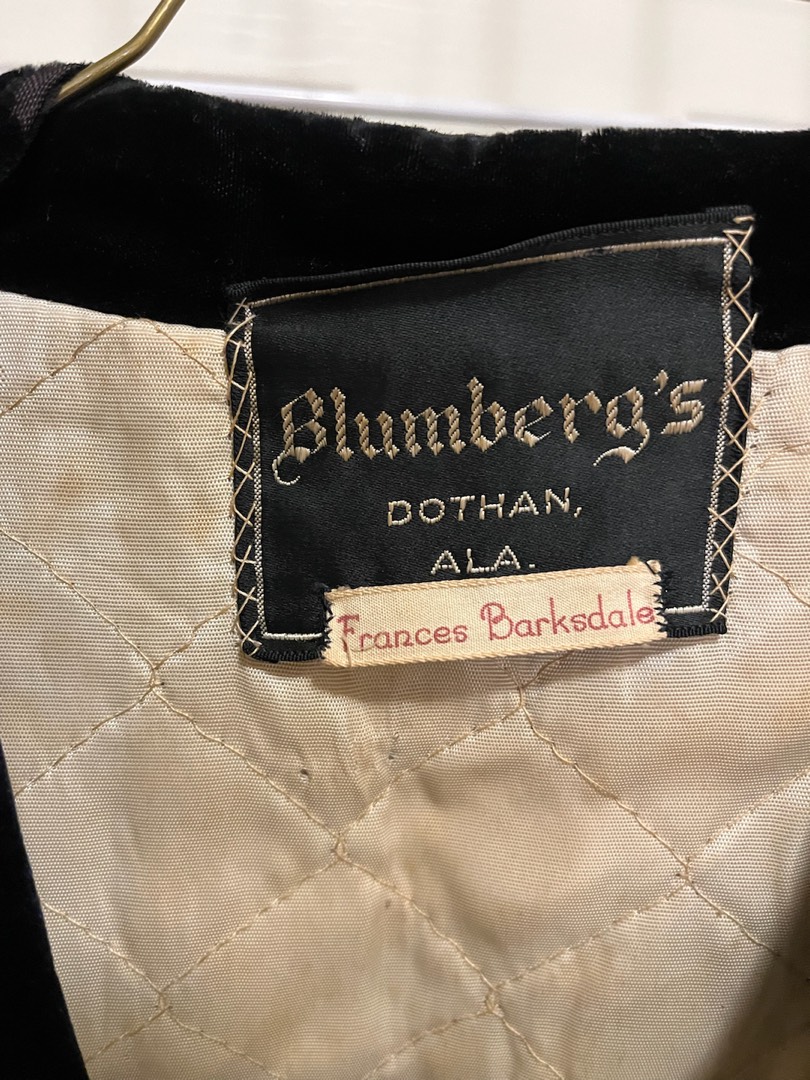 Blumberg's
DOTHAN,
ALA.
Frances Barksdale